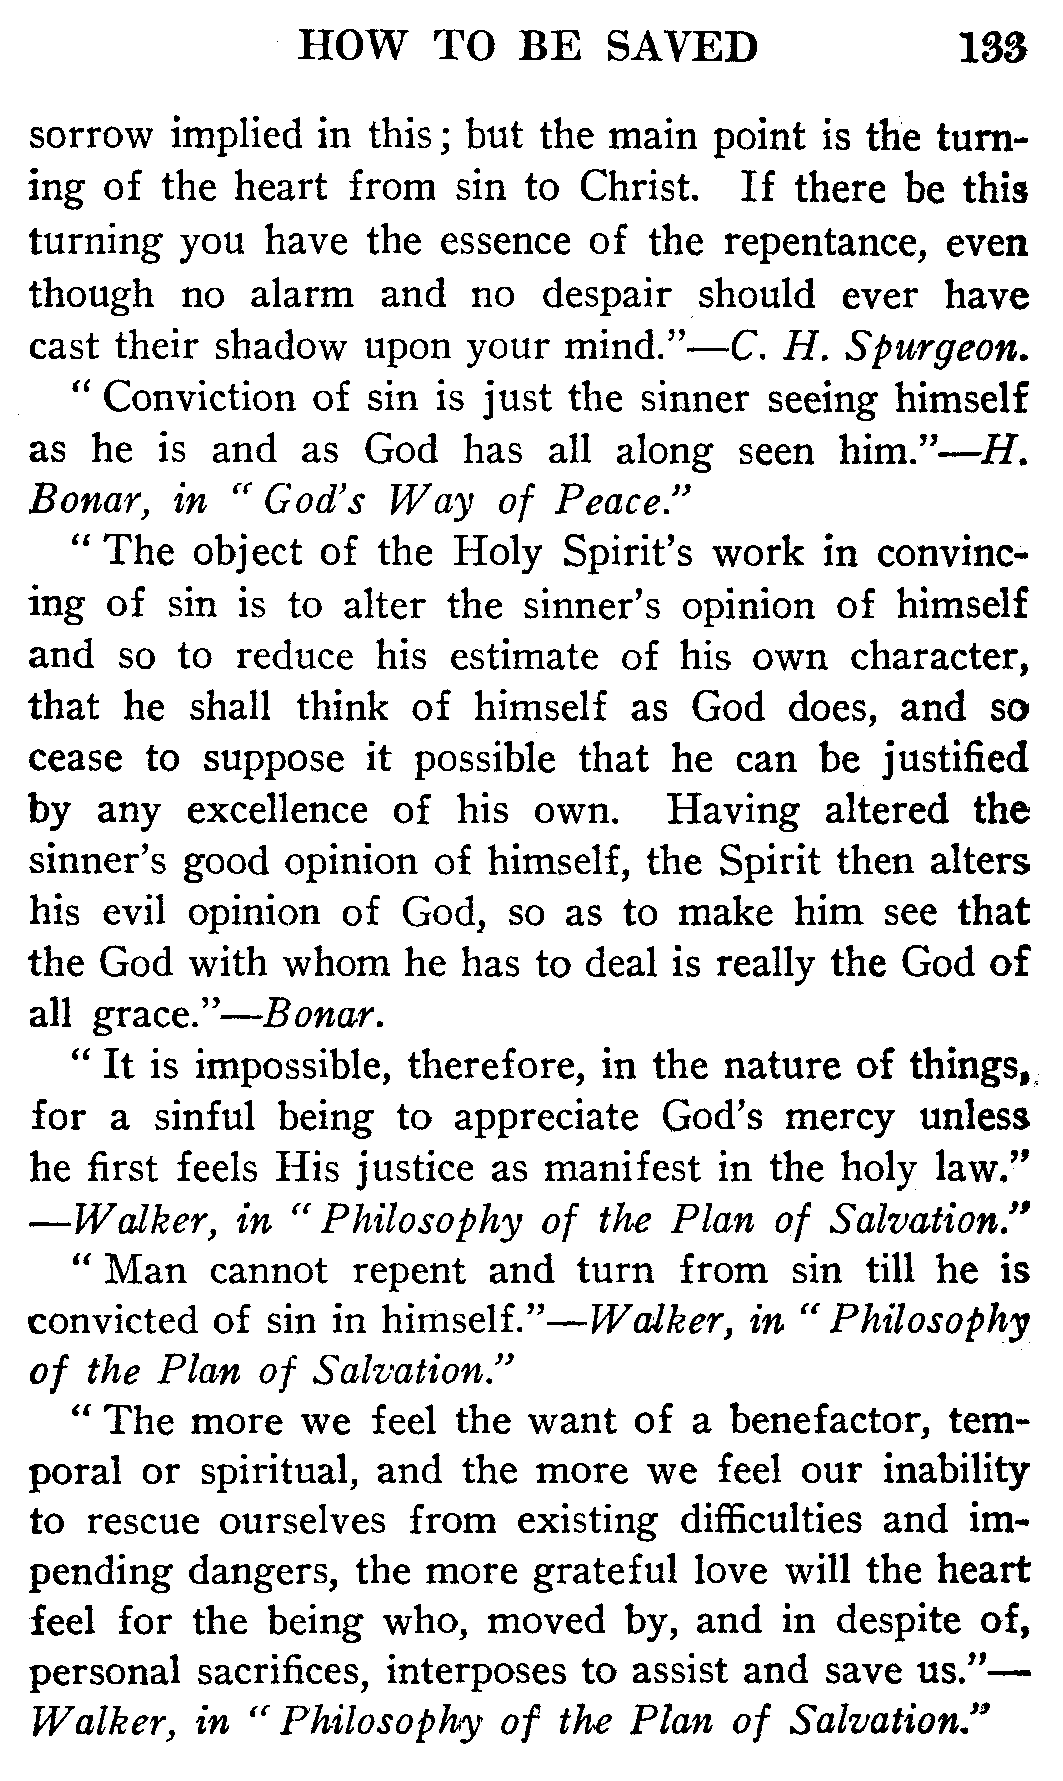 HOW TO BE SAVED 133
sorrow implied in this; but the main point is the turn-
ing of the heart from sin to Christ. If there be this
turning you have the essence of the repentance, even
though no alarm and no despair should ever have
cast their shadow upon your mind."—C. H. Spurgeon.
" Conviction of sin is just the sinner seeing himself
as he is and as God has all along seen him."—H.
Bonar, in " God's Way of Peace."
" The object of the Holy Spirit's work in convinc-
ing of sin is to alter the sinner's opinion of himself
and so to reduce his estimate of his own character,
that he shall think of himself as God does, and so
cease to suppose it possible that he can be justified
by any excellence of his own. Having altered the
sinner's good opinion of himself, the Spirit then alters
his evil opinion of God, so as to make him see that
the God with whom he has to deal is really the God of
all grace."—Bonar.
" It is impossible, therefore, in the nature of things,
for a sinful being to appreciate God's mercy unless
he first feels His justice as manifest in the holy law."
—Walker, in " Philosophy of the Plan of Salvation."
" Man cannot repent and turn from sin till he is
convicted of sin in himself."—Walker, in " Philosophy
of the Plan of Salvation."
" The more we feel the want of a benefactor, tem-
poral or spiritual, and the more we feel our inability
to rescue ourselves from existing difficulties and im-
pending dangers, the more grateful love will the heart
feel for the being who, moved by, and in despite of,
personal sacrifices, interposes to assist and save us."—
Walker, in " Philosophy of the Plan of Salvation."